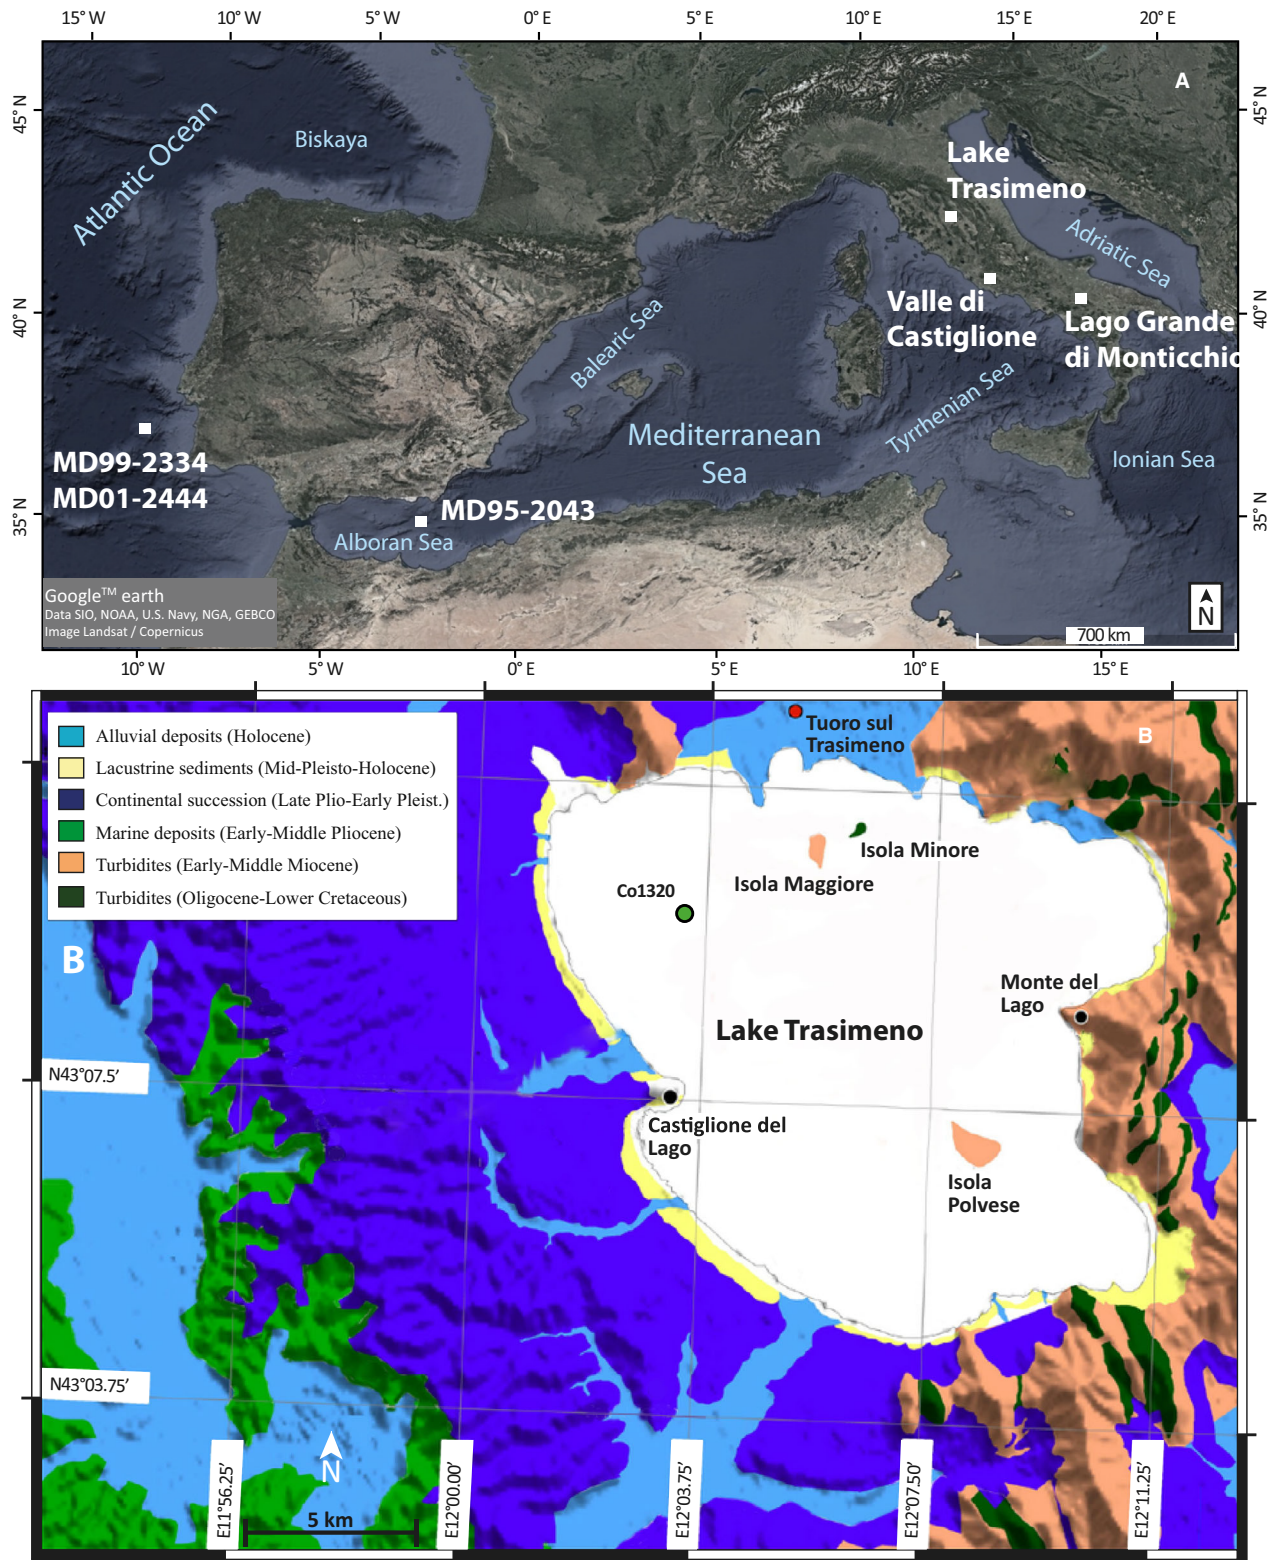 15° W 10° W 5° W 0° E 5° E 10° E 15° E 20° E
A
45° N
45° N
Atlantic Ocean
Biskaya
Lake
Trasimeno
Adriatic Sea
40° N
40° N
Balearic Sea
Valle di
Castiglione
Lago Grande
di Monticchio
Tyrrhenian Sea
Mediterranean
Sea
Ionian Sea
MD99-2334
MD01-2444
MD95-2043
35° N
35° N
Alboran Sea
Google™ earth
Data SIO, NOAA, U.S. Navy, NGA, GEBCO
Image Landsat / Copernicus
N
700 km
10° W 5° W 0° E 5° E 10° E 15° E
Alluvial deposits (Holocene)
Lacustrine sediments (Mid-Pleisto-Holocene)
Continental succession (Late Plio-Early Pleist.)
Marine deposits (Early-Middle Pliocene)
Turbidites (Early-Middle Miocene)
Turbidites (Oligocene-Lower Cretaceous)
Tuoro sul
Trasimeno
B
Isola Minore
Isola Maggiore
Co1320
B
Monte del
Lago
Lake Trasimeno
N43°07.5'
Castiglione del
Lago
Isola
Polvese
N43°03.75'
N
5 km
E11°56.25'
E12°00.00'
E12°03.75'
E12°07.50'
E12°11.25'